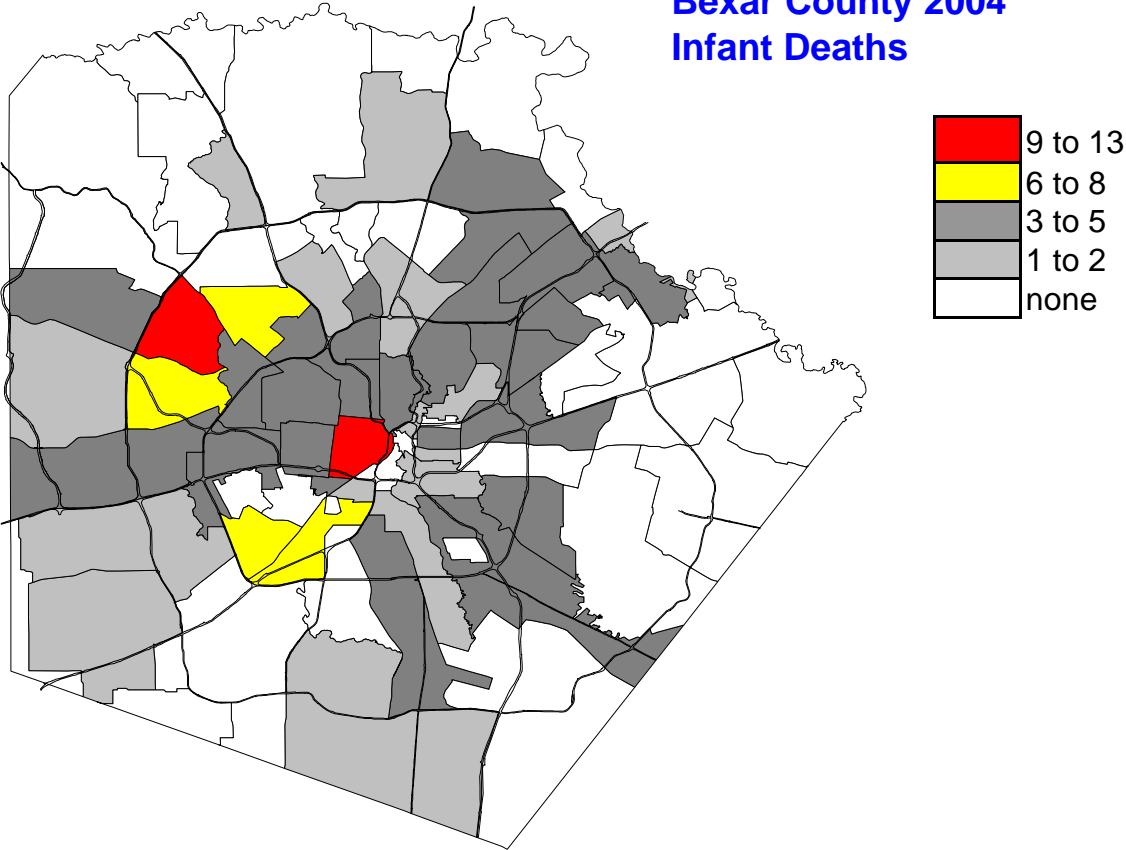 Bexar County 2004
Infant Deaths
9 to 13
6 to 8
3 to 5
1 to 2
none